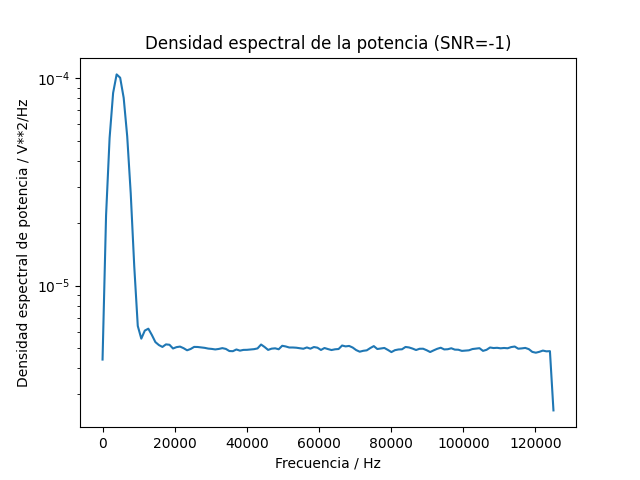 Densidad espectral de la potencia (SNR=-1)
Densidad espectral de potencia / V**2/Hz
10⁻⁴
10⁻⁵
0 20000 40000 60000 80000 100000 120000
Frecuencia / Hz